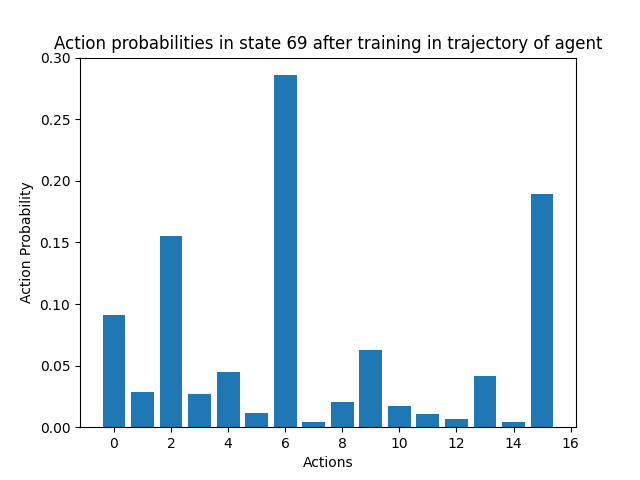 Action probabilities in state 69 after training in trajectory of agent
0.30
0.25
0.20
0.15
0.10
0.05
0.00
Action Probability
0 2 4 6 8 10 12 14 16
Actions